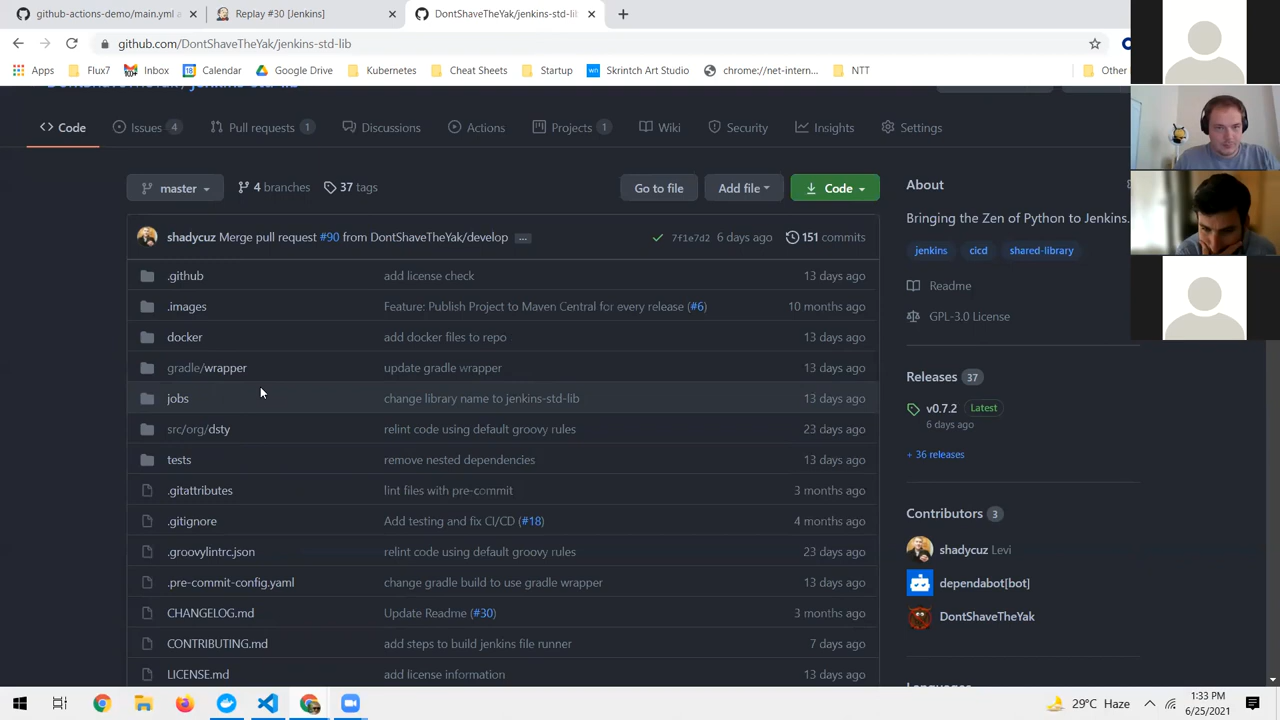 github-actions-demo/main.yml a
Replay #30 [Jenkins]
DontShaveTheYak/jenkins-std-lib
github.com/DontShaveTheYak/jenkins-std-lib
Apps
Flux7
Inbox
Calendar
Google Drive
Kubernetes
Cheat Sheets
Startup
Skrintch Art Studio
chrome://net-intern...
NTT
Other
<> Code
Issues 4
Pull requests 1
Discussions
Actions
Projects 1
Wiki
Security
Insights
Settings
master
4 branches
37 tags
Go to file
Add file
Code
shadycuz Merge pull request #90 from DontShaveTheYak/develop ... 7f1e7d2 6 days ago 151 commits
.github add license check 13 days ago
.images Feature: Publish Project to Maven Central for every release (#6) 10 months ago
docker add docker files to repo 13 days ago
gradle/wrapper update gradle wrapper 13 days ago
jobs change library name to jenkins-std-lib 13 days ago
src/org/dsty relint code using default groovy rules 23 days ago
tests remove nested dependencies 13 days ago
.gitattributes lint files with pre-commit 3 months ago
.gitignore Add testing and fix CI/CD (#18) 4 months ago
.groovylintrc.json relint code using default groovy rules 23 days ago
.pre-commit-config.yaml change gradle build to use gradle wrapper 13 days ago
CHANGELOG.md Update Readme (#30) 3 months ago
CONTRIBUTING.md add steps to build jenkins file runner 7 days ago
LICENSE.md add license information 13 days ago
About
Bringing the Zen of Python to Jenkins.
jenkins cicd shared-library
Readme
GPL-3.0 License
Releases 37
v0.7.2 Latest
6 days ago
+ 36 releases
Contributors 3
shadycuz Levi
dependabot[bot]
DontShaveTheYak
29°C Haze
1:33 PM
6/25/2021